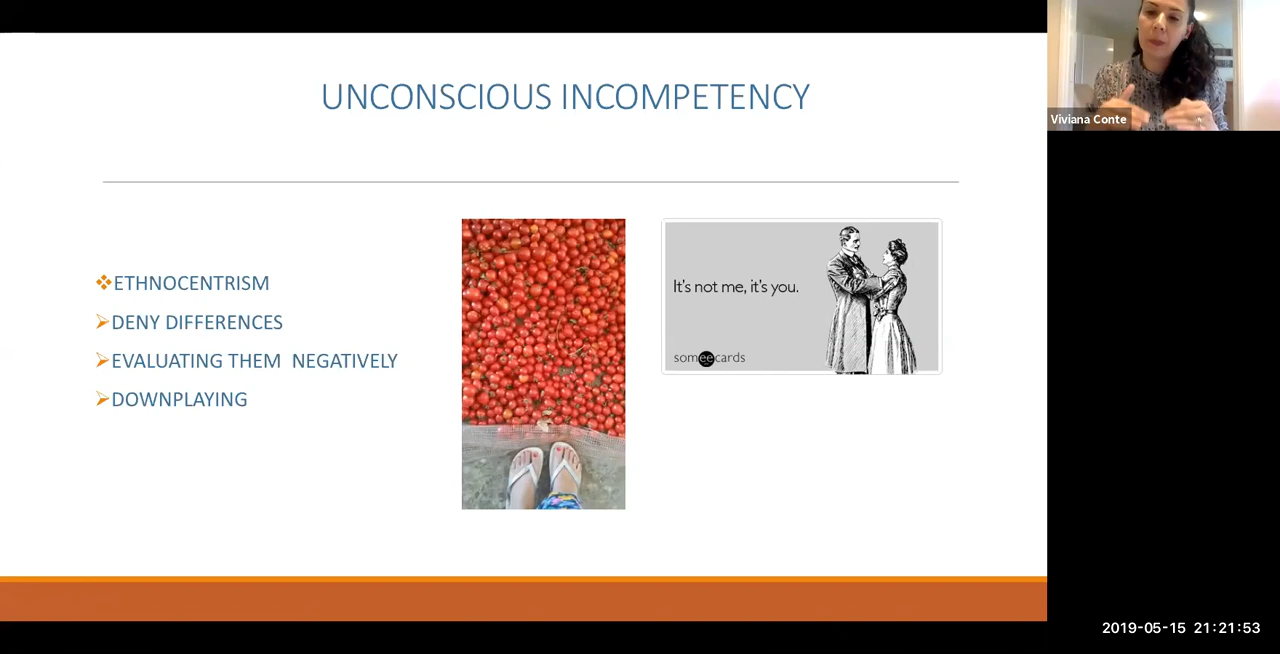 UNCONSCIOUS INCOMPETENCY
ETHNOCENTRISM
DENY DIFFERENCES
EVALUATING THEM NEGATIVELY
DOWNPLAYING
It's not me, it's you.
someecards
Viviana Conte
2019-05-15 21:21:53